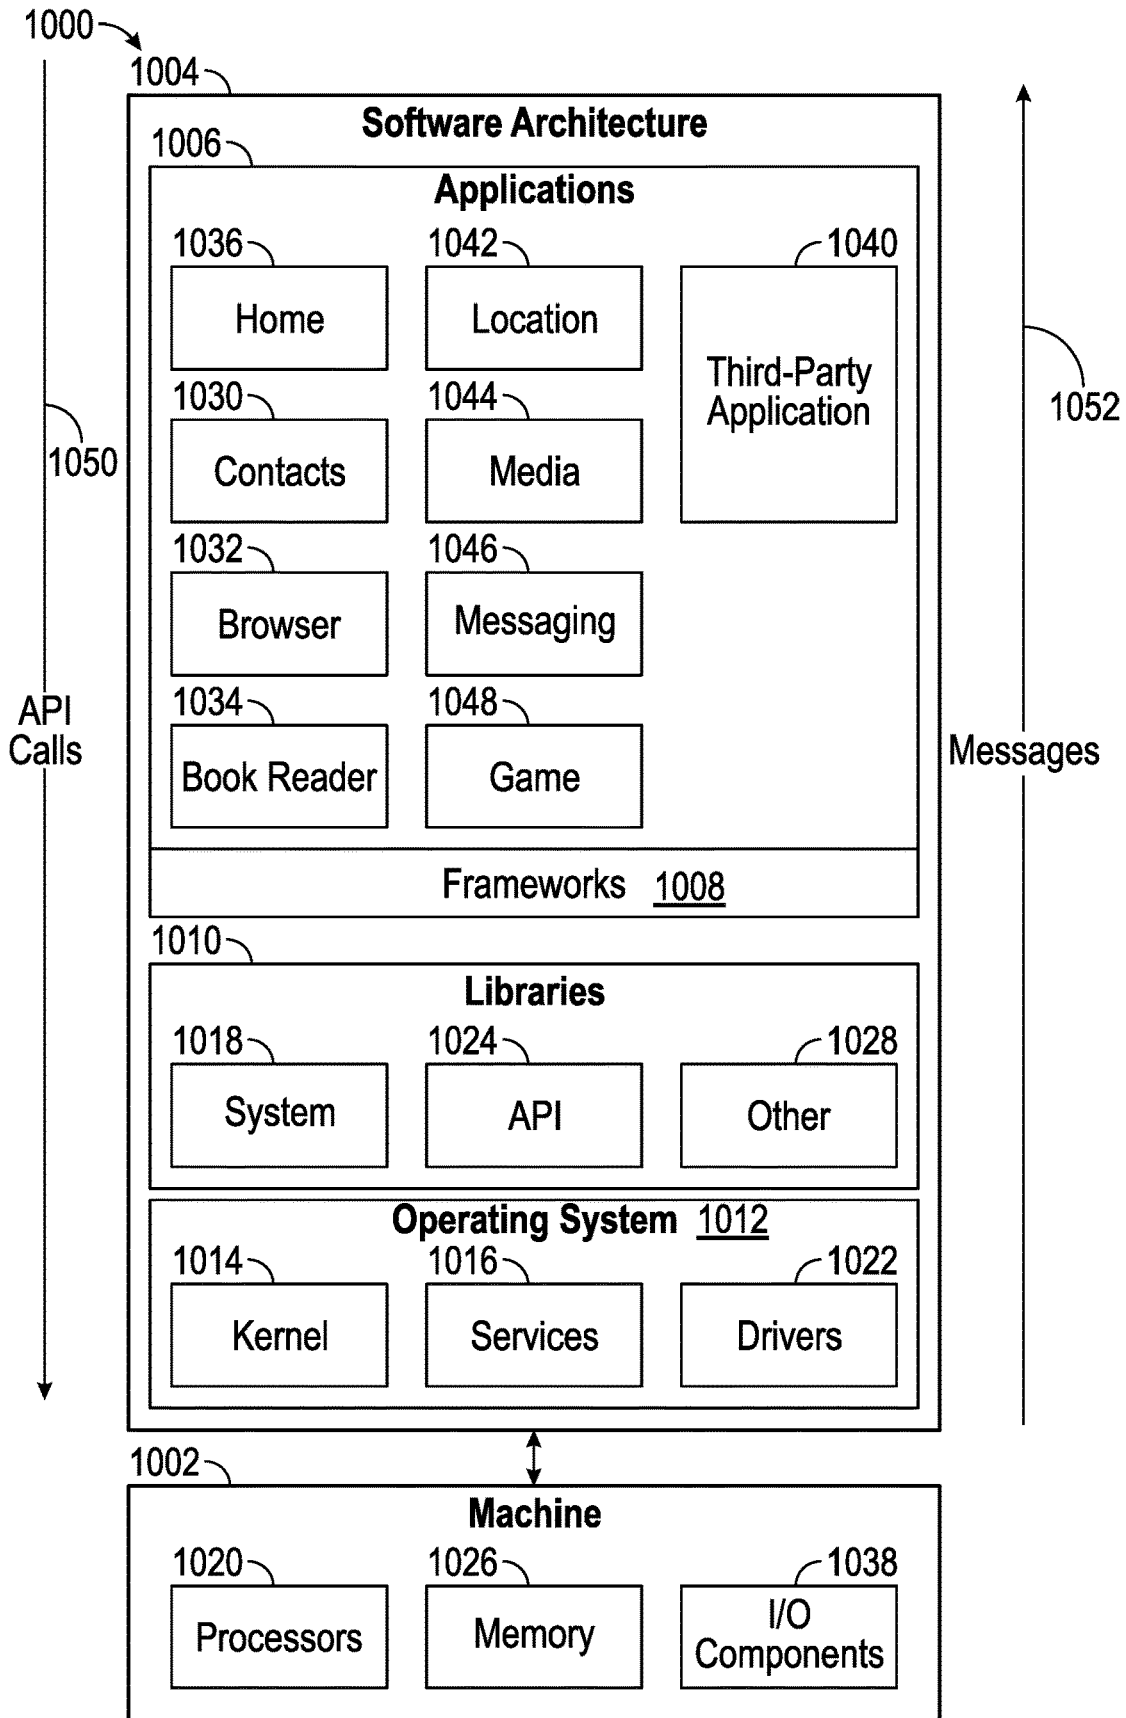 1000
1004
Software Architecture
1006
Applications
1036
1042
1040
Home
Location
Third-Party
Application
1030
1044
1052
1050
Contacts
Media
1032
1046
Browser
Messaging
1034
1048
API
Calls
Messages
Book Reader
Game
Frameworks 1008
1010
Libraries
1018
1024
1028
System
API
Other
Operating System 1012
1014
1016
1022
Kernel
Services
Drivers
1002
Machine
1020
1026
1038
Processors
Memory
I/O
Components